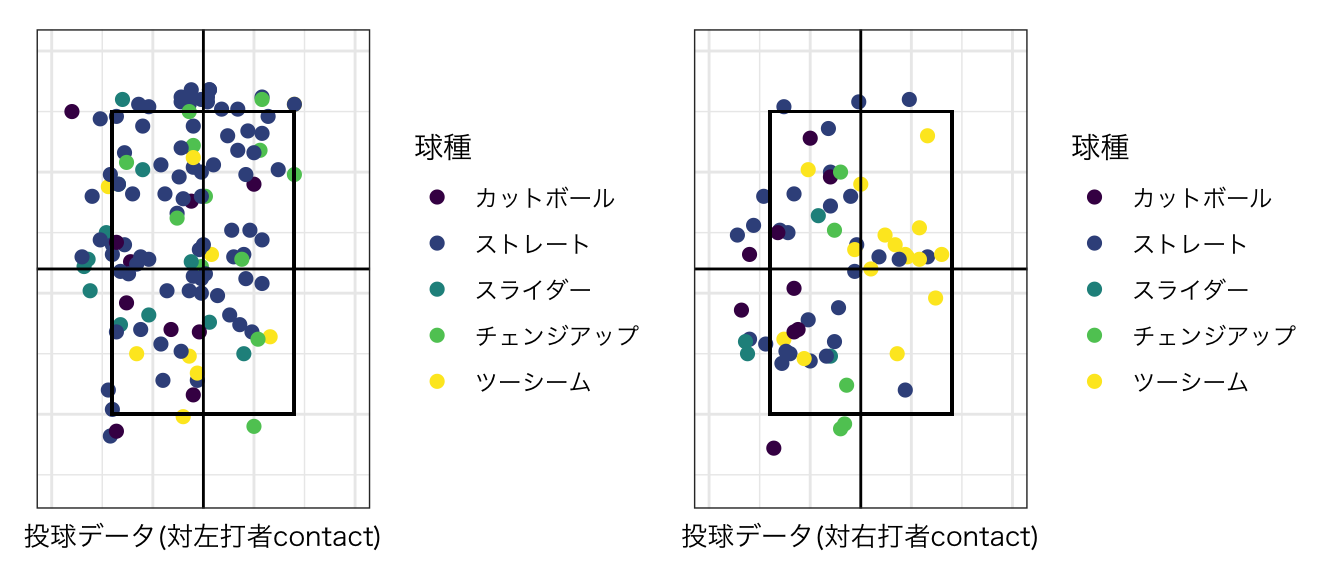 球種
カットボール
ストレート
スライダー
チェンジアップ
ツーシーム
投球データ(対左打者contact)
球種
カットボール
ストレート
スライダー
チェンジアップ
ツーシーム
投球データ(対右打者contact)